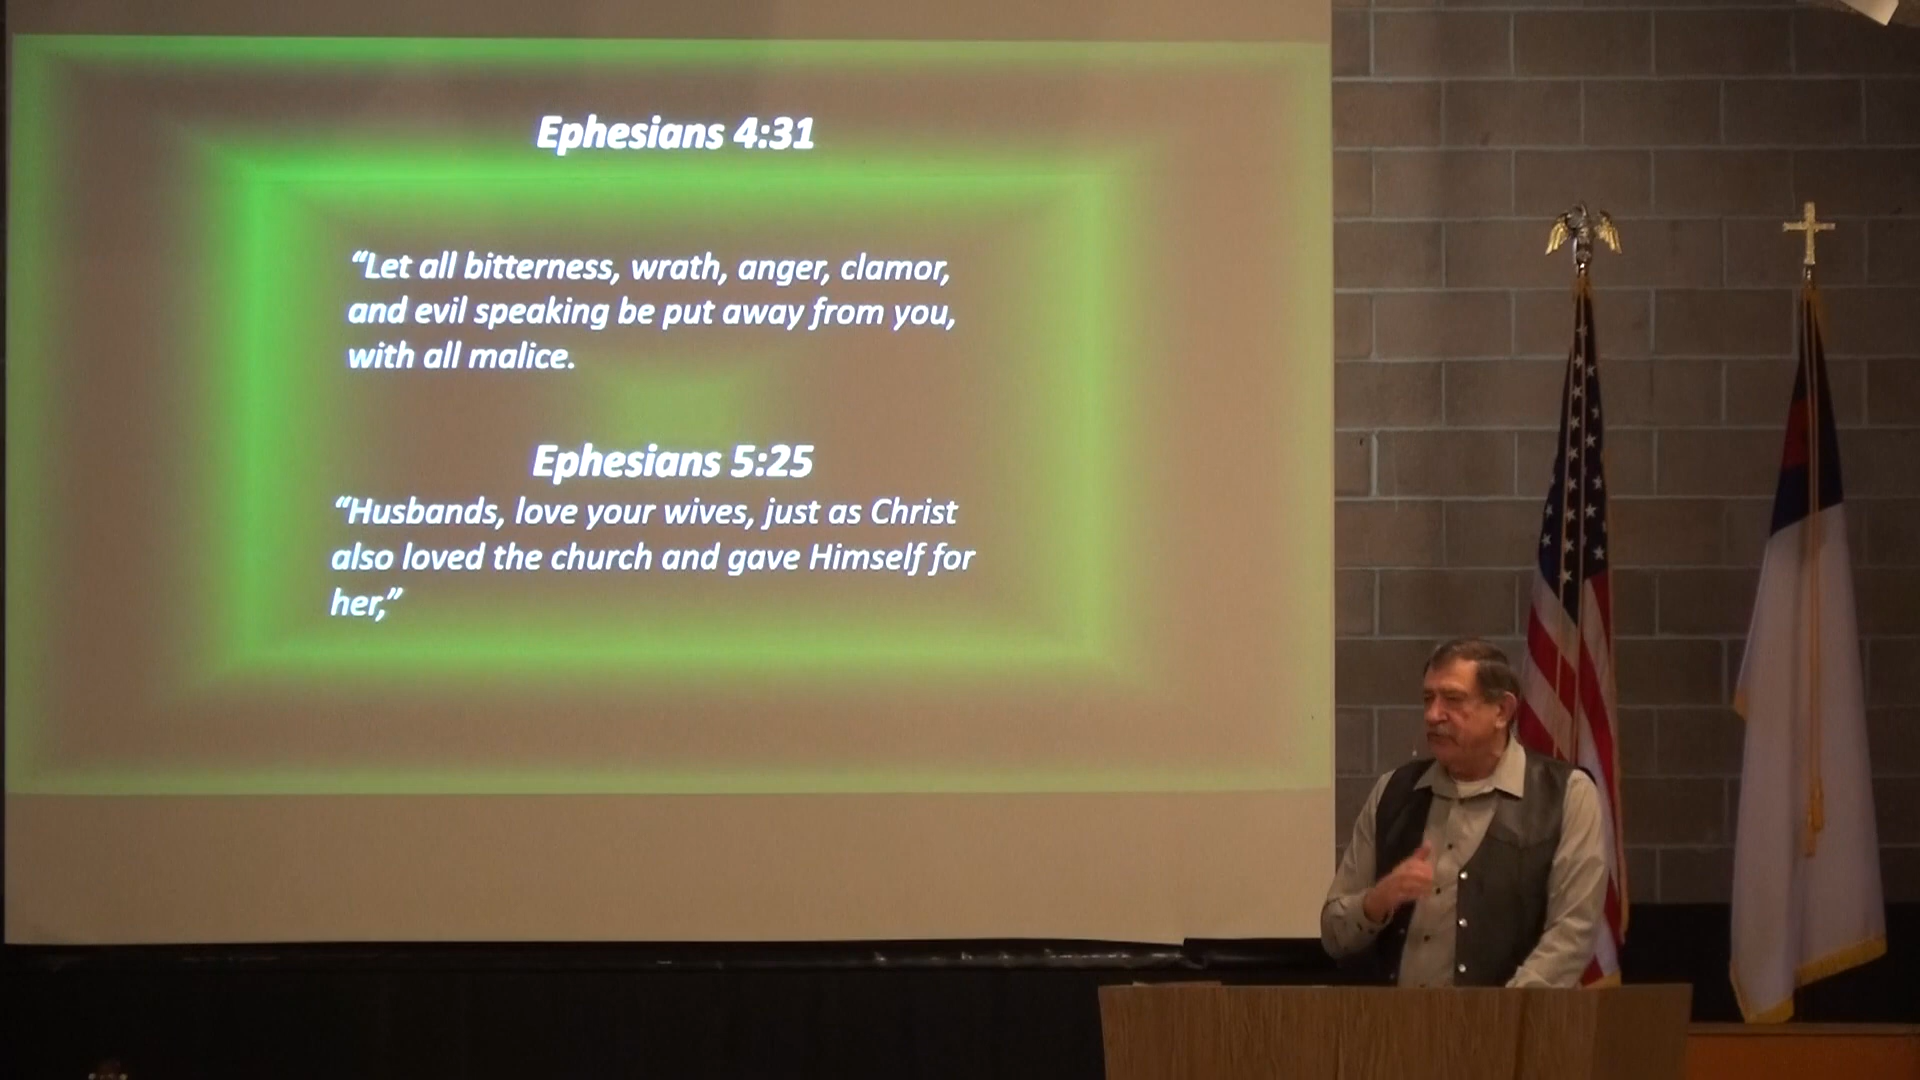 Ephesians 4:31
“Let all bitterness, wrath, anger, clamor,
and evil speaking be put away from you,
with all malice.
Ephesians 5:25
“Husbands, love your wives, just as Christ
also loved the church and gave Himself for
her,”